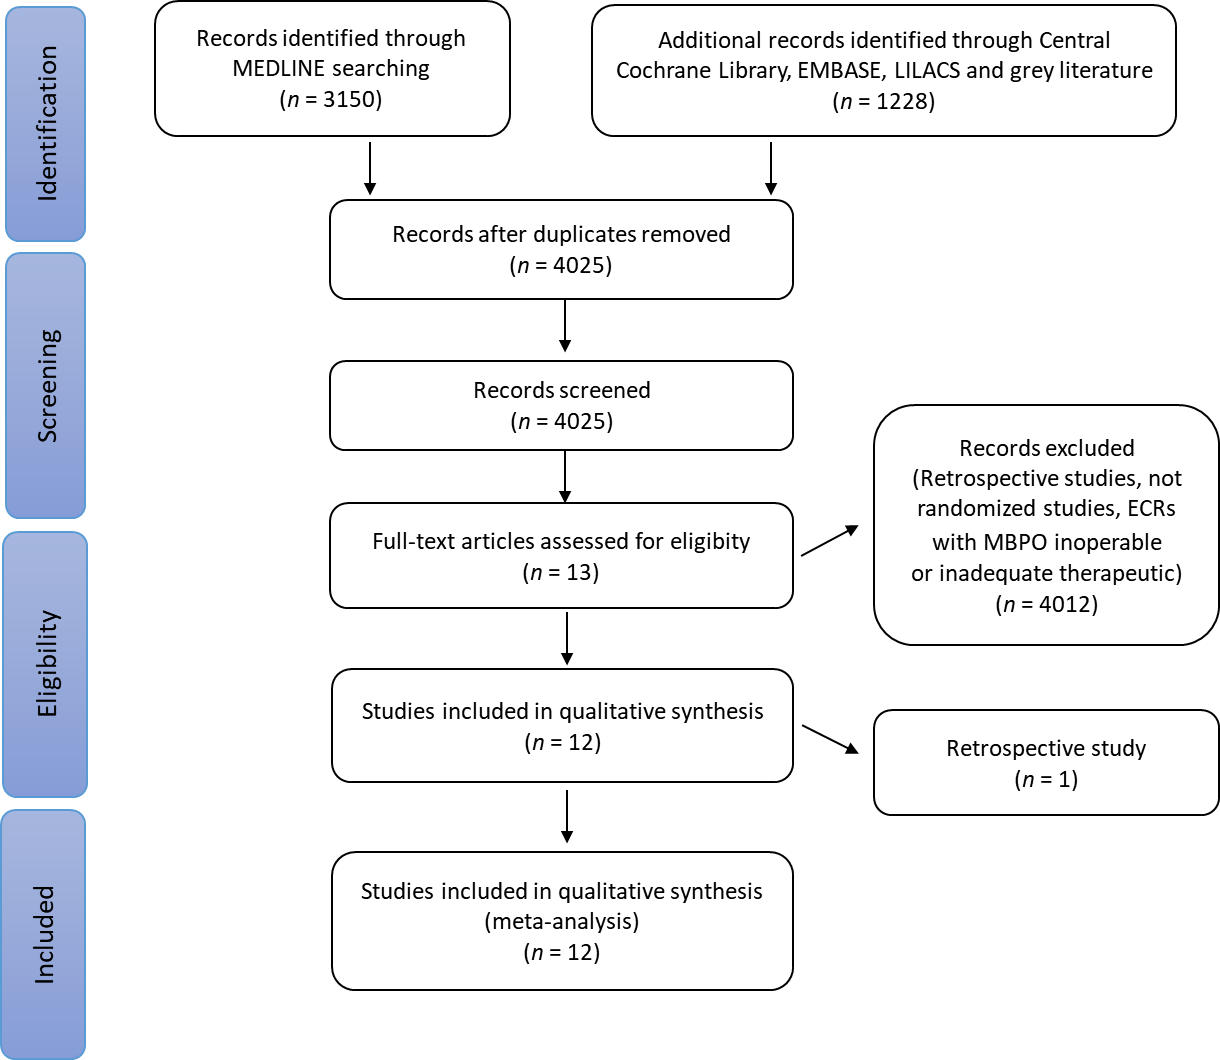 Identification
Records identified through
MEDLINE searching
(n = 3150)
Additional records identified through Central
Cochrane Library, EMBASE, LILACS and grey literature
(n = 1228)
Records after duplicates removed
(n = 4025)
Screening
Records screened
(n = 4025)
Records excluded
(Retrospective studies, not
randomized studies, ECRs
with MBPO inoperable
or inadequate therapeutic)
(n = 4012)
Eligibility
Full-text articles assessed for eligibity
(n = 13)
Studies included in qualitative synthesis
(n = 12)
Retrospective study
(n = 1)
Included
Studies included in qualitative synthesis
(meta-analysis)
(n = 12)